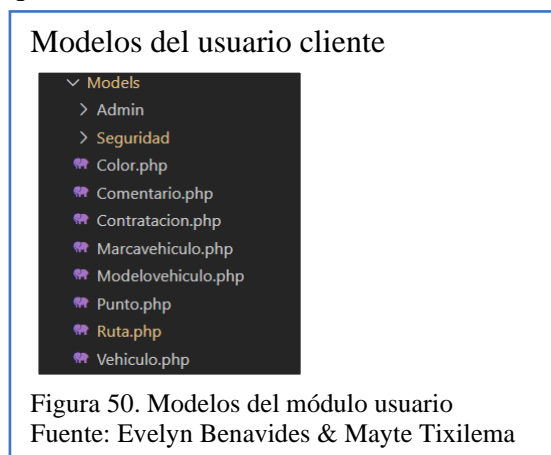 Modelos del usuario cliente
Models
Admin
Seguridad
Color.php
Comentario.php
Contratacion.php
Marcavehiculo.php
Modelovehiculo.php
Punto.php
Ruta.php
Vehiculo.php
Figura 50. Modelos del módulo usuario
Fuente: Evelyn Benavides & Mayte Tixilema